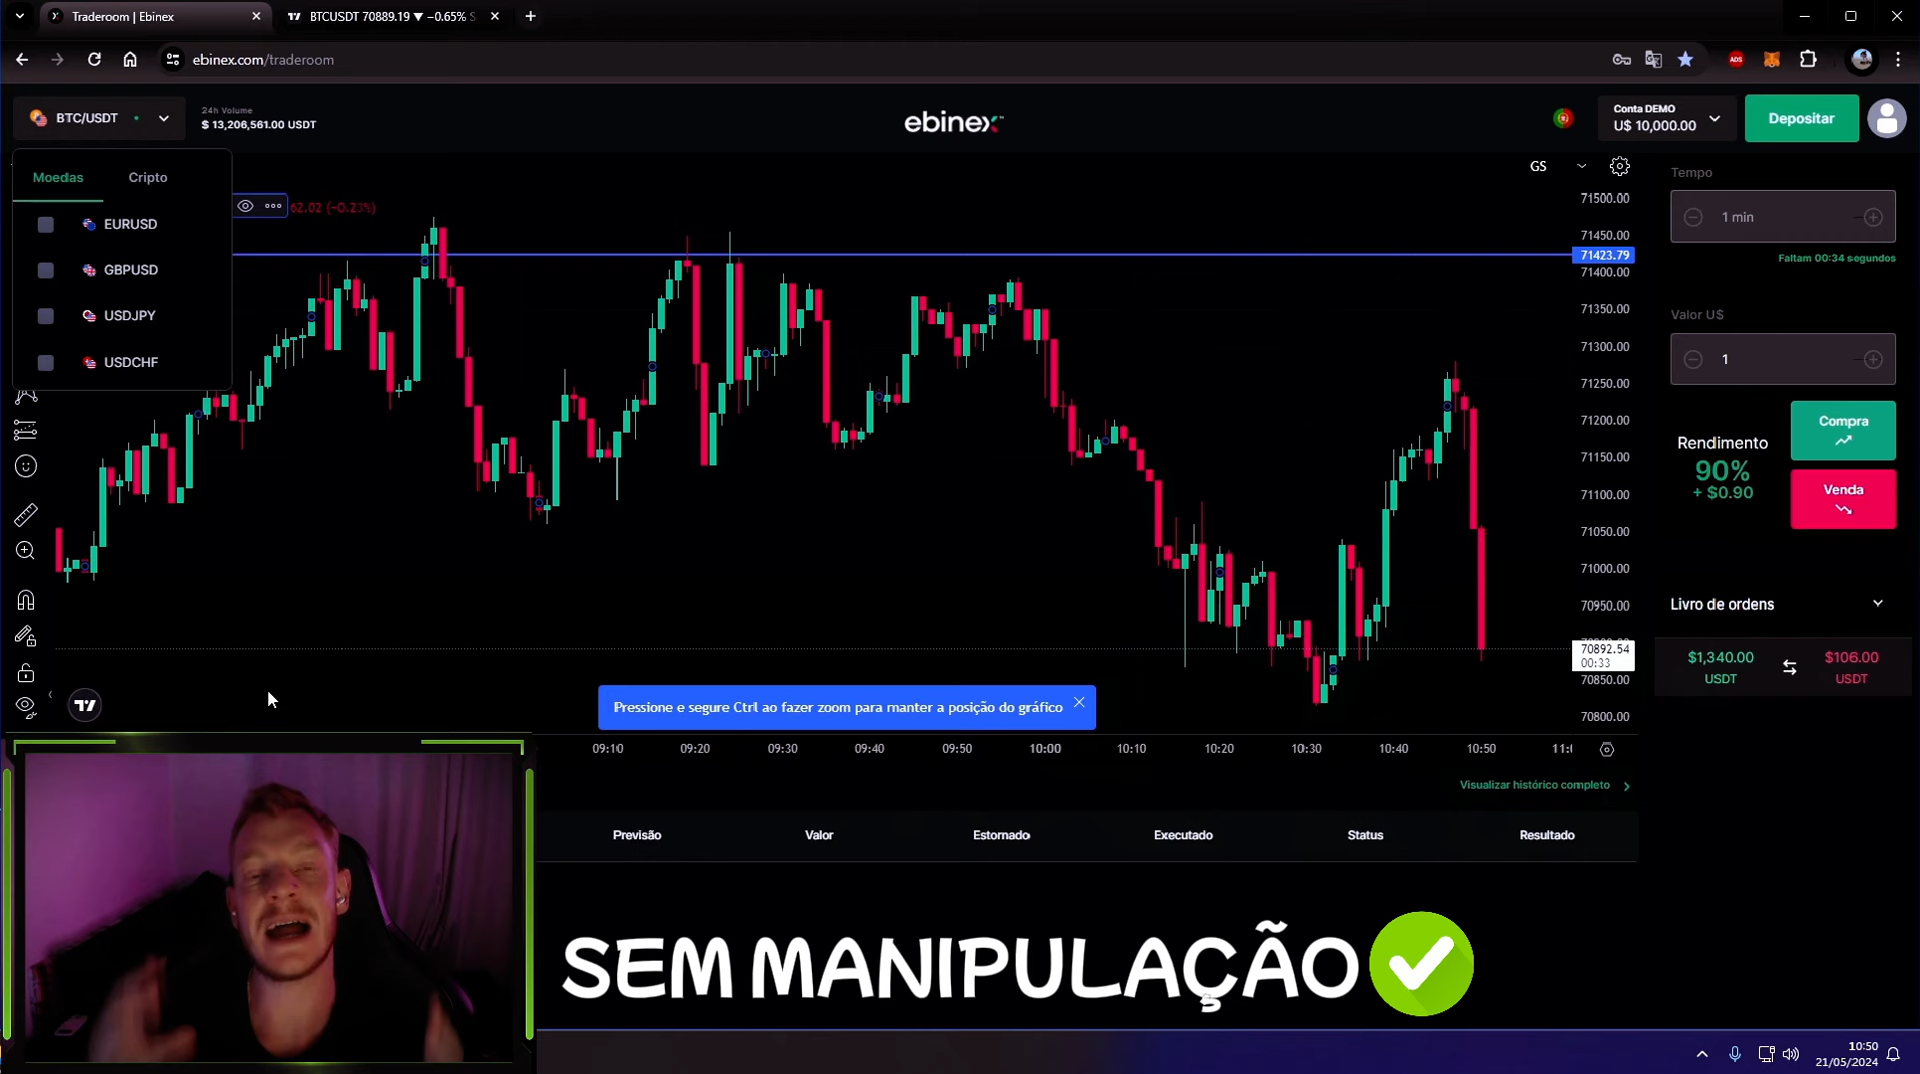 Traderoom | Ebinex
BTCUSDT 70889.19 ▼ −0.65%
ebinex.com/traderoom
ADS
BTC/USDT
24h Volume
$ 13,206,561.00 USDT
ebinex
Conta DEMO
U$ 10,000.00
Depositar
Moedas
Cripto
EURUSD
GBPUSD
USDJPY
USDCHF
62.02 (−0.23%)
GS
71500.00
71450.00
71423.79
71400.00
71350.00
71300.00
71250.00
71200.00
71150.00
71100.00
71050.00
71000.00
70950.00
70892.54
00:33
70850.00
70800.00
Tempo
1 min
Faltam 00:34 segundos
Valor U$
1
Compra
Rendimento
90%
+ $0.90
Venda
Livro de ordens
$1,340.00
USDT
$106.00
USDT
Pressione e segure Ctrl ao fazer zoom para manter a posição do gráfico
09:10 09:20 09:30 09:40 09:50 10:00 10:10 10:20 10:30 10:40 10:50
Visualizar histórico completo
Previsão Valor Estornado Executado Status Resultado
SEM MANIPULAÇÃO
10:50
21/05/2024